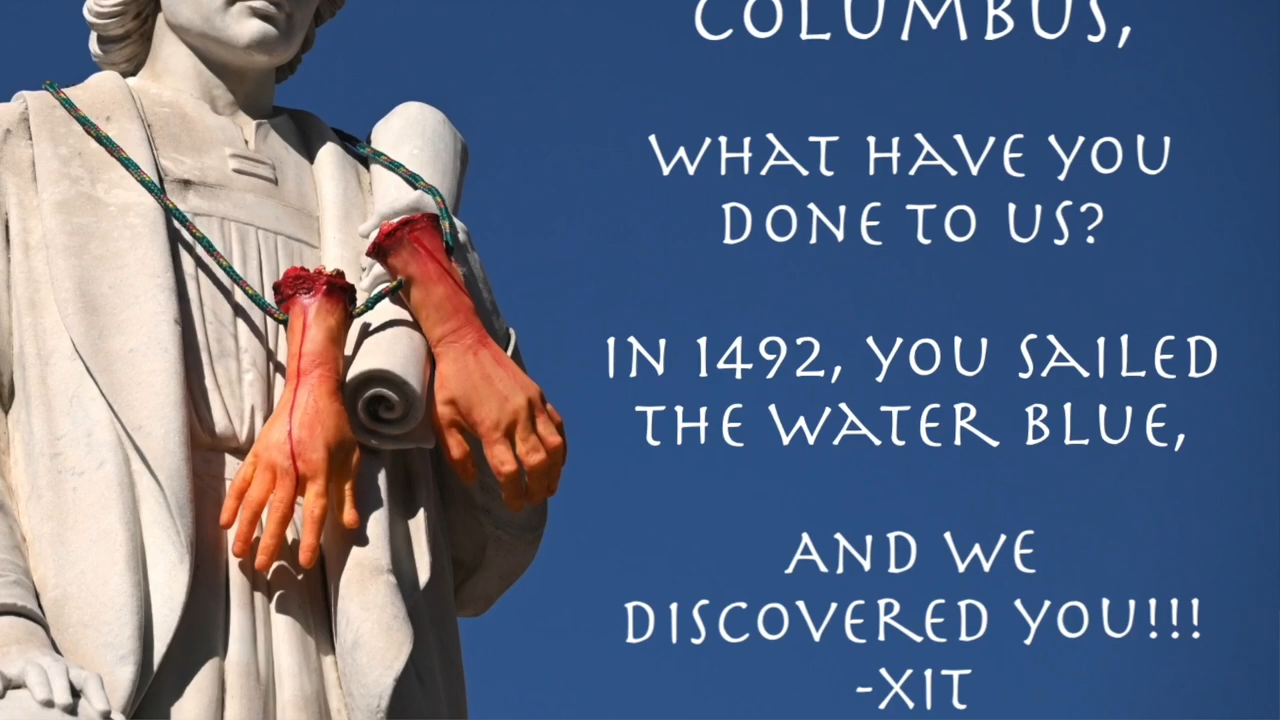 COLUMBUS,
WHAT HAVE YOU
DONE TO US?
IN 1492, YOU SAILED
THE WATER BLUE,
AND WE
DISCOVERED YOU!!!
-XIT